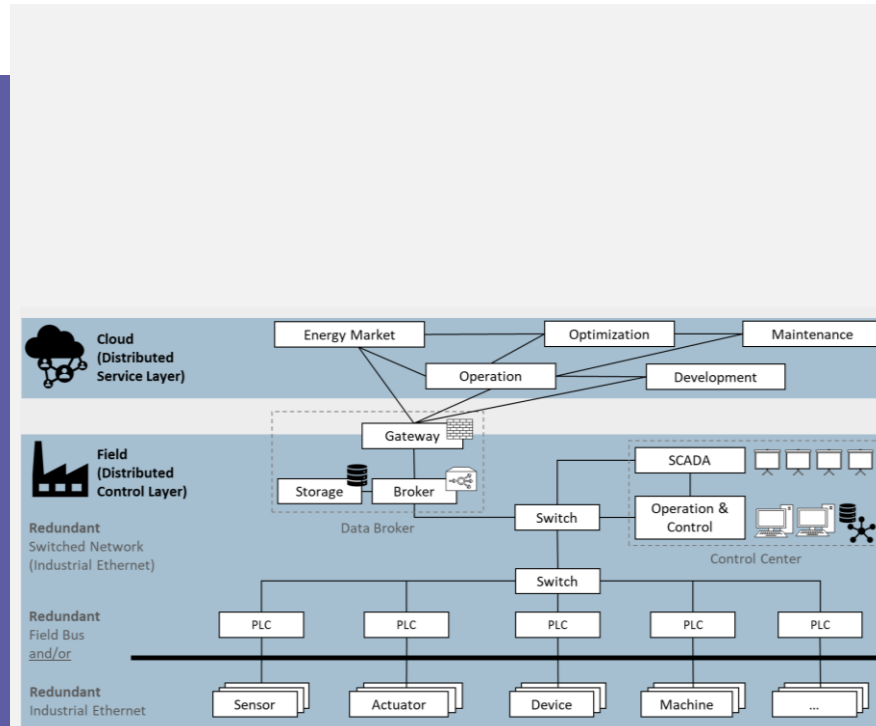 Cloud
(Distributed
Service Layer)
Energy Market
Optimization
Maintenance
Operation
Development
Gateway
Field
(Distributed
Control Layer)
Storage
Broker
Data Broker
SCADA
Operation &
Control
Control Center
Switch
Redundant
Switched Network
(Industrial Ethernet)
Switch
Redundant
Field Bus
and/or
PLC
PLC
PLC
PLC
PLC
Redundant
Industrial Ethernet
Sensor
Actuator
Device
Machine
...